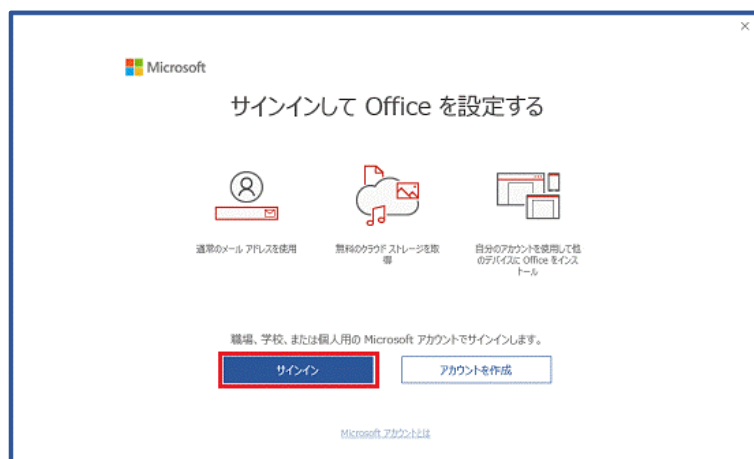 Microsoft
サインインして Office を設定する
通常のメール アドレスを使用
無料のクラウド ストレージを取
得
自分のアカウントを使用して他
のデバイスに Office をインス
トール
職場、学校、または個人用の Microsoft アカウントでサインインします。
サインイン
アカウントを作成
Microsoft アカウントとは